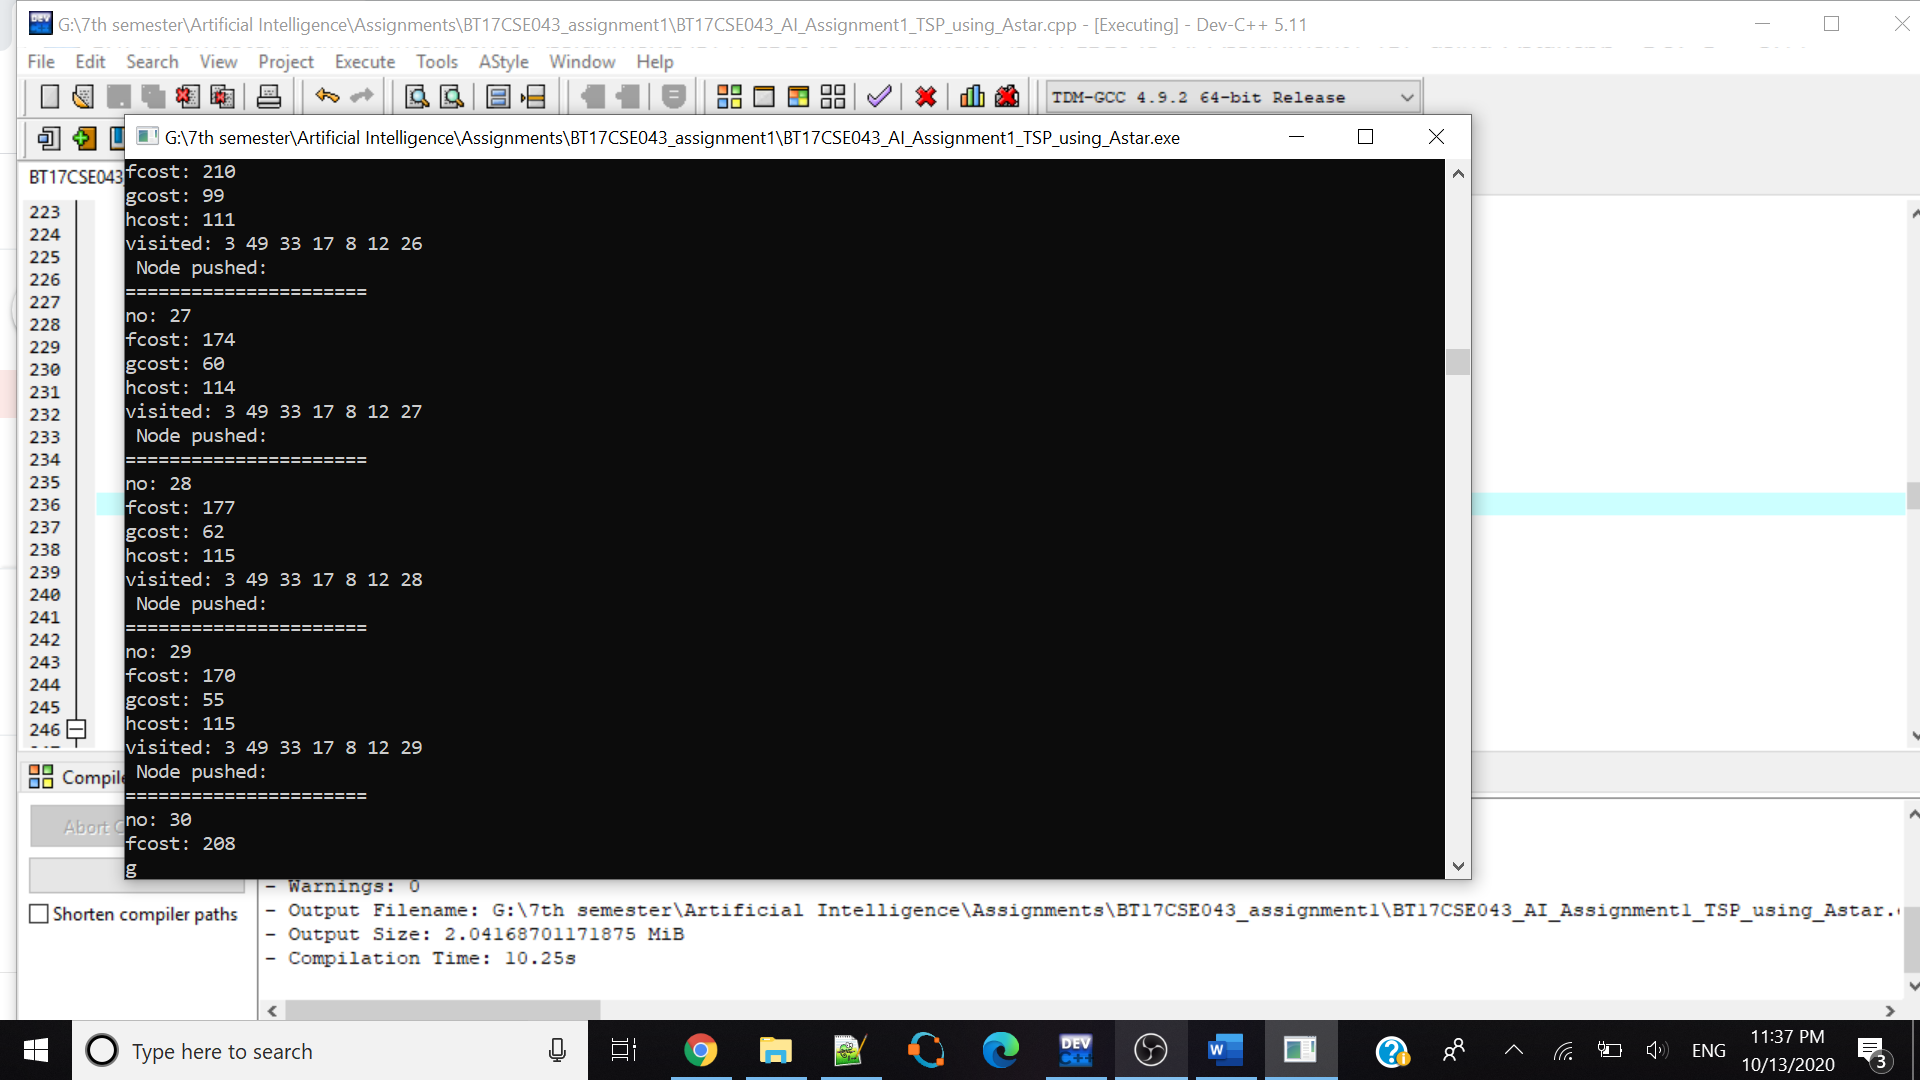 G:\7th semester\Artificial Intelligence\Assignments\BT17CSE043_assignment1\BT17CSE043_AI_Assignment1_TSP_using_Astar.cpp - [Executing] - Dev-C++ 5.11
File Edit Search View Project Execute Tools AStyle Window Help
TDM-GCC 4.9.2 64-bit Release
G:\7th semester\Artificial Intelligence\Assignments\BT17CSE043_assignment1\BT17CSE043_AI_Assignment1_TSP_using_Astar.exe
BT17CSE043
223
224
225
226
227
228
229
230
231
232
233
234
235
236
237
238
239
240
241
242
243
244
245
246
fcost: 210
gcost: 99
hcost: 111
visited: 3 49 33 17 8 12 26
Node pushed:
======================
no: 27
fcost: 174
gcost: 60
hcost: 114
visited: 3 49 33 17 8 12 27
Node pushed:
======================
no: 28
fcost: 177
gcost: 62
hcost: 115
visited: 3 49 33 17 8 12 28
Node pushed:
======================
no: 29
fcost: 170
gcost: 55
hcost: 115
visited: 3 49 33 17 8 12 29
Node pushed:
======================
no: 30
fcost: 208
g
Compile
Abort
Shorten compiler paths
- Warnings: 0
- Output Filename: G:\7th semester\Artificial Intelligence\Assignments\BT17CSE043_assignment1\BT17CSE043_AI_Assignment1_TSP_using_Astar.
- Output Size: 2.04168701171875 MiB
- Compilation Time: 10.25s
Type here to search
DEV C++
W
ENG
11:37 PM
10/13/2020
3